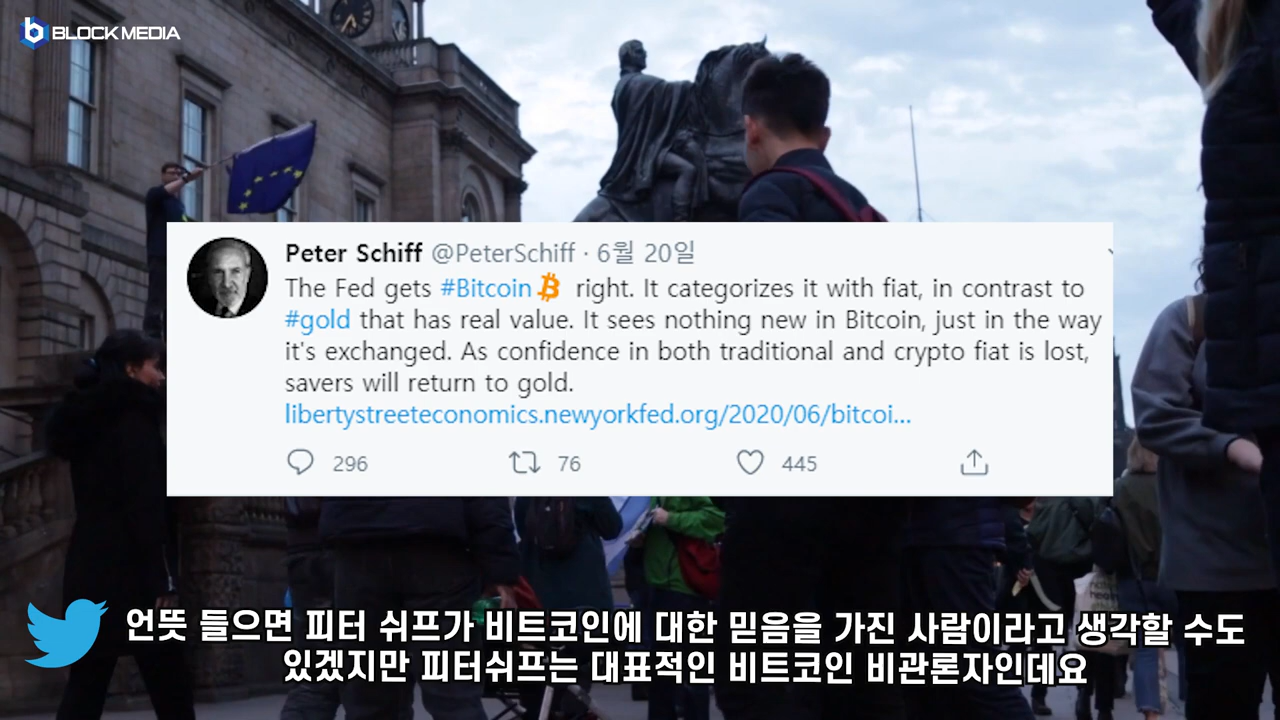 BLOCKMEDIA
Peter Schiff @PeterSchiff · 6월 20일
The Fed gets #Bitcoin right. It categorizes it with fiat, in contrast to
#gold that has real value. It sees nothing new in Bitcoin, just in the way
it's exchanged. As confidence in both traditional and crypto fiat is lost,
savers will return to gold.
libertystreeteconomics.newyorkfed.org/2020/06/bitcoi...
296 76 445
언뜻 들으면 피터 쉬프가 비트코인에 대한 믿음을 가진 사람이라고 생각할 수도
있겠지만 피터쉬프는 대표적인 비트코인 비관론자인데요